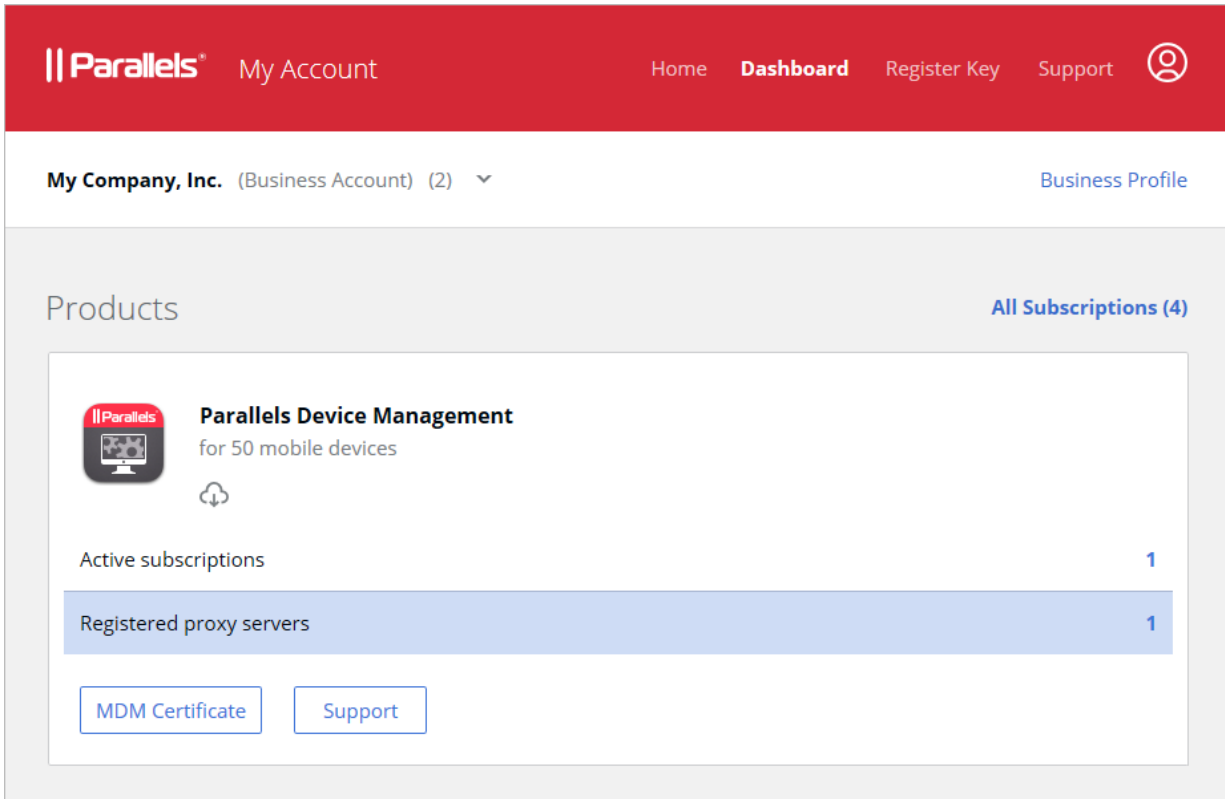 Parallels® My Account Home Dashboard Register Key Support
My Company, Inc. (Business Account) (2) Business Profile
Products All Subscriptions (4)
Parallels
Parallels Device Management
for 50 mobile devices
Active subscriptions 1
Registered proxy servers 1
MDM Certificate Support